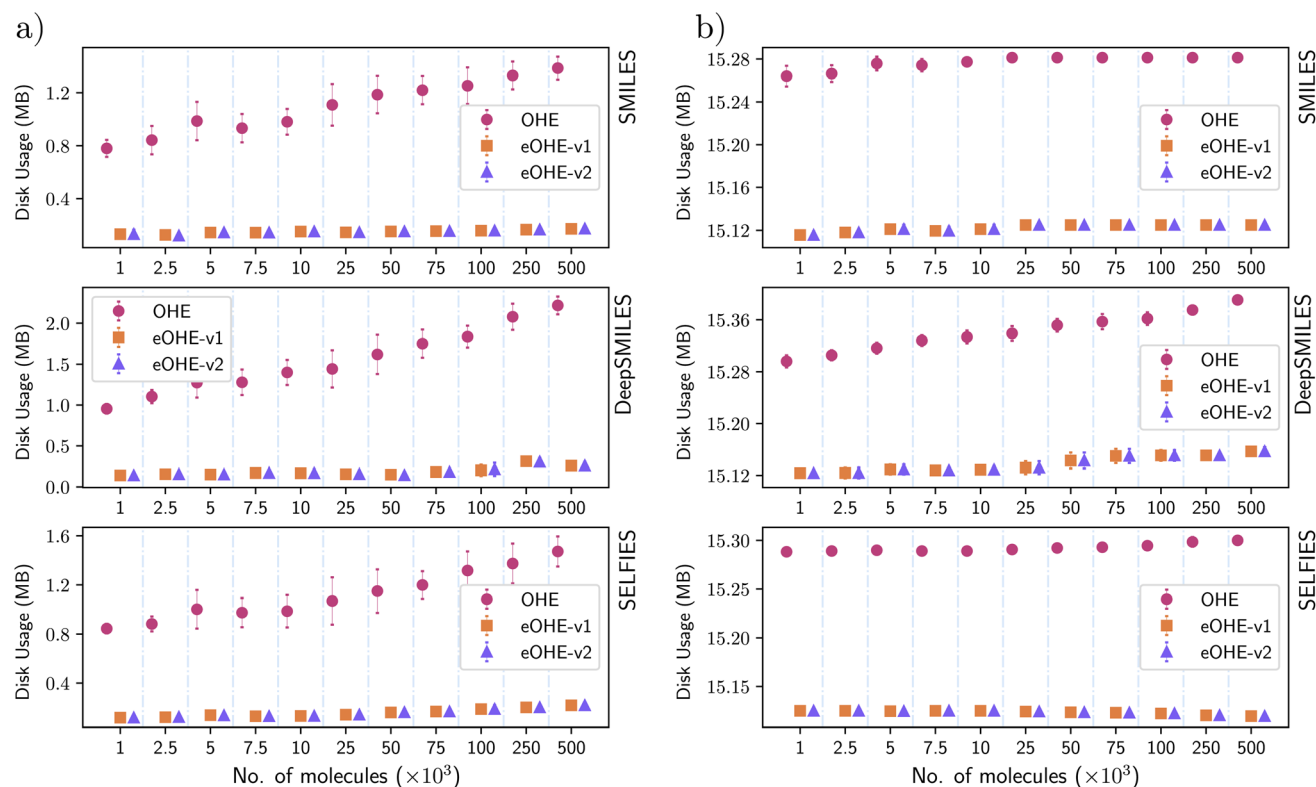 a)
Disk Usage (MB)
1.2
0.8
0.4
OHE
eOHE-v1
eOHE-v2
SMILES
1 2.5 5 7.5 10 25 50 75 100 250 500
Disk Usage (MB)
2.0
1.5
1.0
0.5
0.0
OHE
eOHE-v1
eOHE-v2
DeepSMILES
1 2.5 5 7.5 10 25 50 75 100 250 500
Disk Usage (MB)
1.6
1.2
0.8
0.4
OHE
eOHE-v1
eOHE-v2
SELFIES
1 2.5 5 7.5 10 25 50 75 100 250 500
No. of molecules (×10³)
b)
Disk Usage (MB)
15.28
15.24
15.20
15.16
15.12
OHE
eOHE-v1
eOHE-v2
SMILES
1 2.5 5 7.5 10 25 50 75 100 250 500
Disk Usage (MB)
15.36
15.28
15.20
15.12
OHE
eOHE-v1
eOHE-v2
DeepSMILES
1 2.5 5 7.5 10 25 50 75 100 250 500
Disk Usage (MB)
15.30
15.25
15.20
15.15
OHE
eOHE-v1
eOHE-v2
SELFIES
1 2.5 5 7.5 10 25 50 75 100 250 500
No. of molecules (×10³)